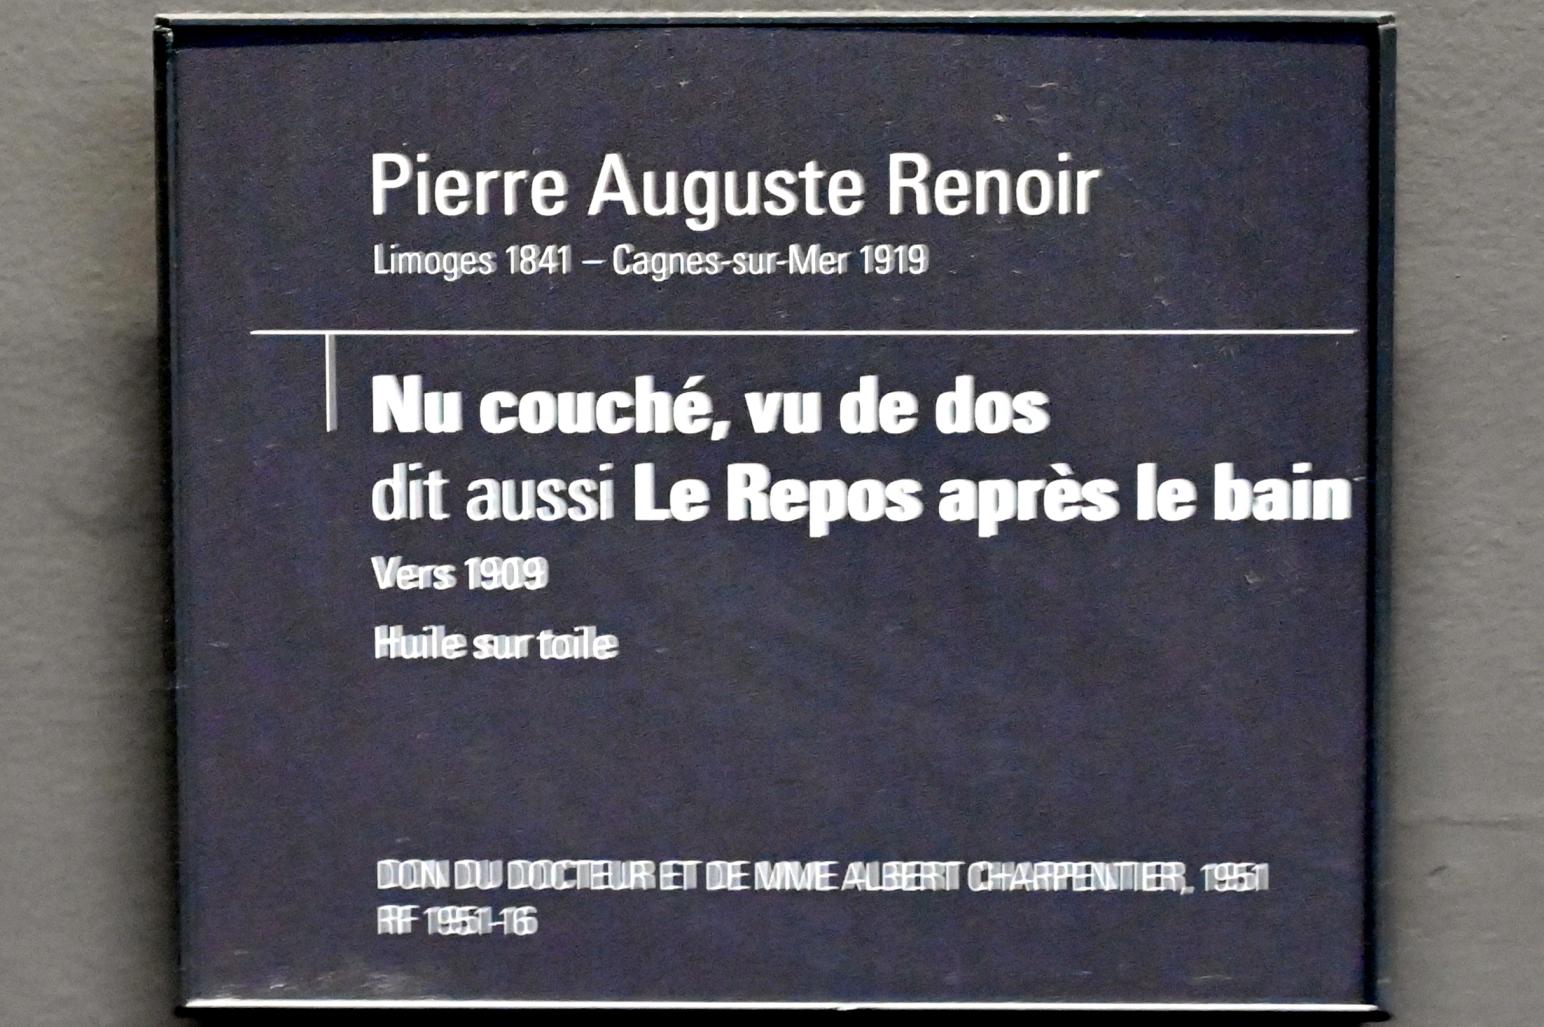 Pierre Auguste Renoir
Limoges 1841 – Cagnes-sur-Mer 1919
Nu couché, vu de dos
dit aussi Le Repos après le bain
Vers 1909
Huile sur toile
DON DU DOCTEUR ET DE MME ALBERT CHARPENTIER, 1951
RF 1951-16